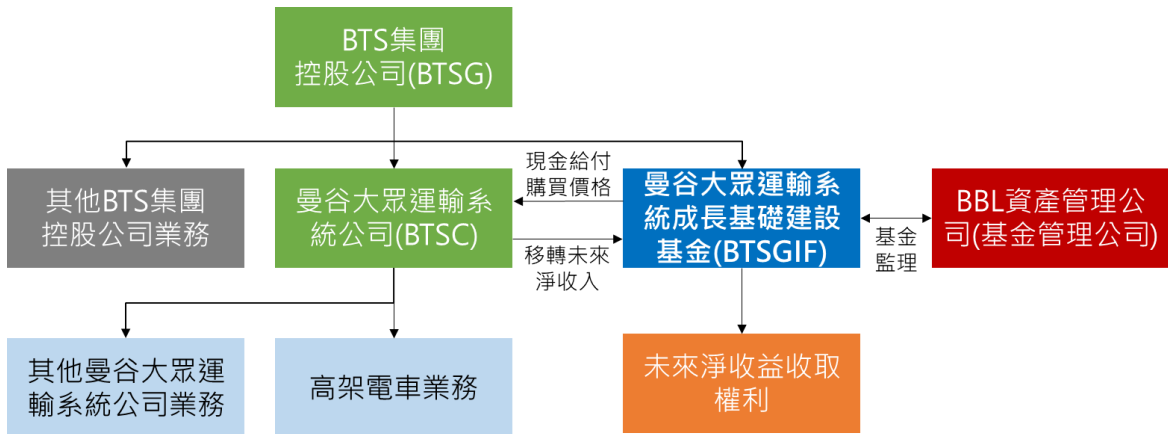 BTS集團
控股公司(BTSG)
現金給付
購買價格
其他BTS集團
控股公司業務
曼谷大眾運輸系
統公司(BTSC)
曼谷大眾運輸系
統成長基礎建設
基金(BTSGIF)
BBL資產管理公
司(基金管理公司)
基金
監理
移轉未來
淨收入
其他曼谷大眾運
輸系統公司業務
高架電車業務
未來淨收益收取
權利